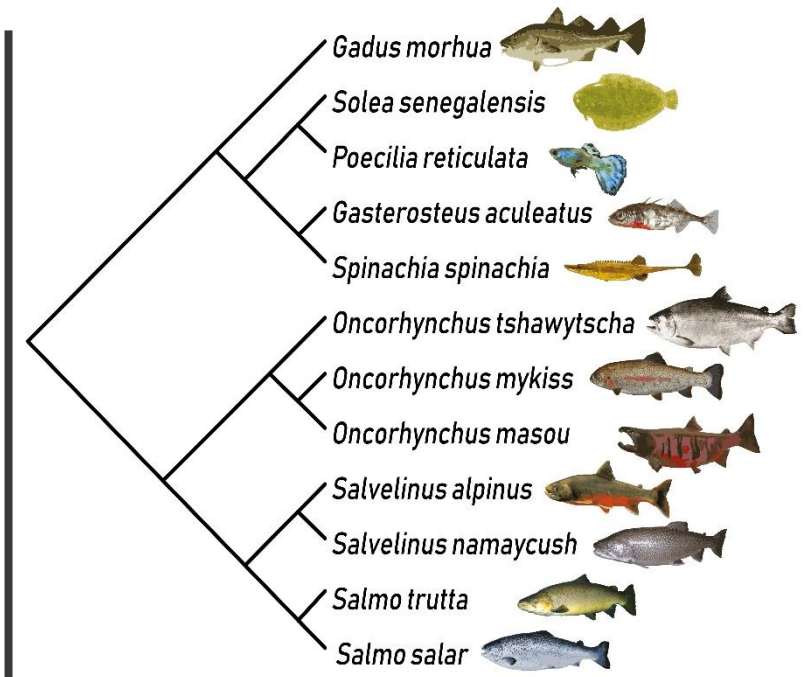 Gadus morhua
Solea senegalensis
Poecilia reticulata
Gasterosteus aculeatus
Spinachia spinachia
Oncorhynchus tshawytscha
Oncorhynchus mykiss
Oncorhynchus masou
Salvelinus alpinus
Salvelinus namaycush
Salmo trutta
Salmo salar